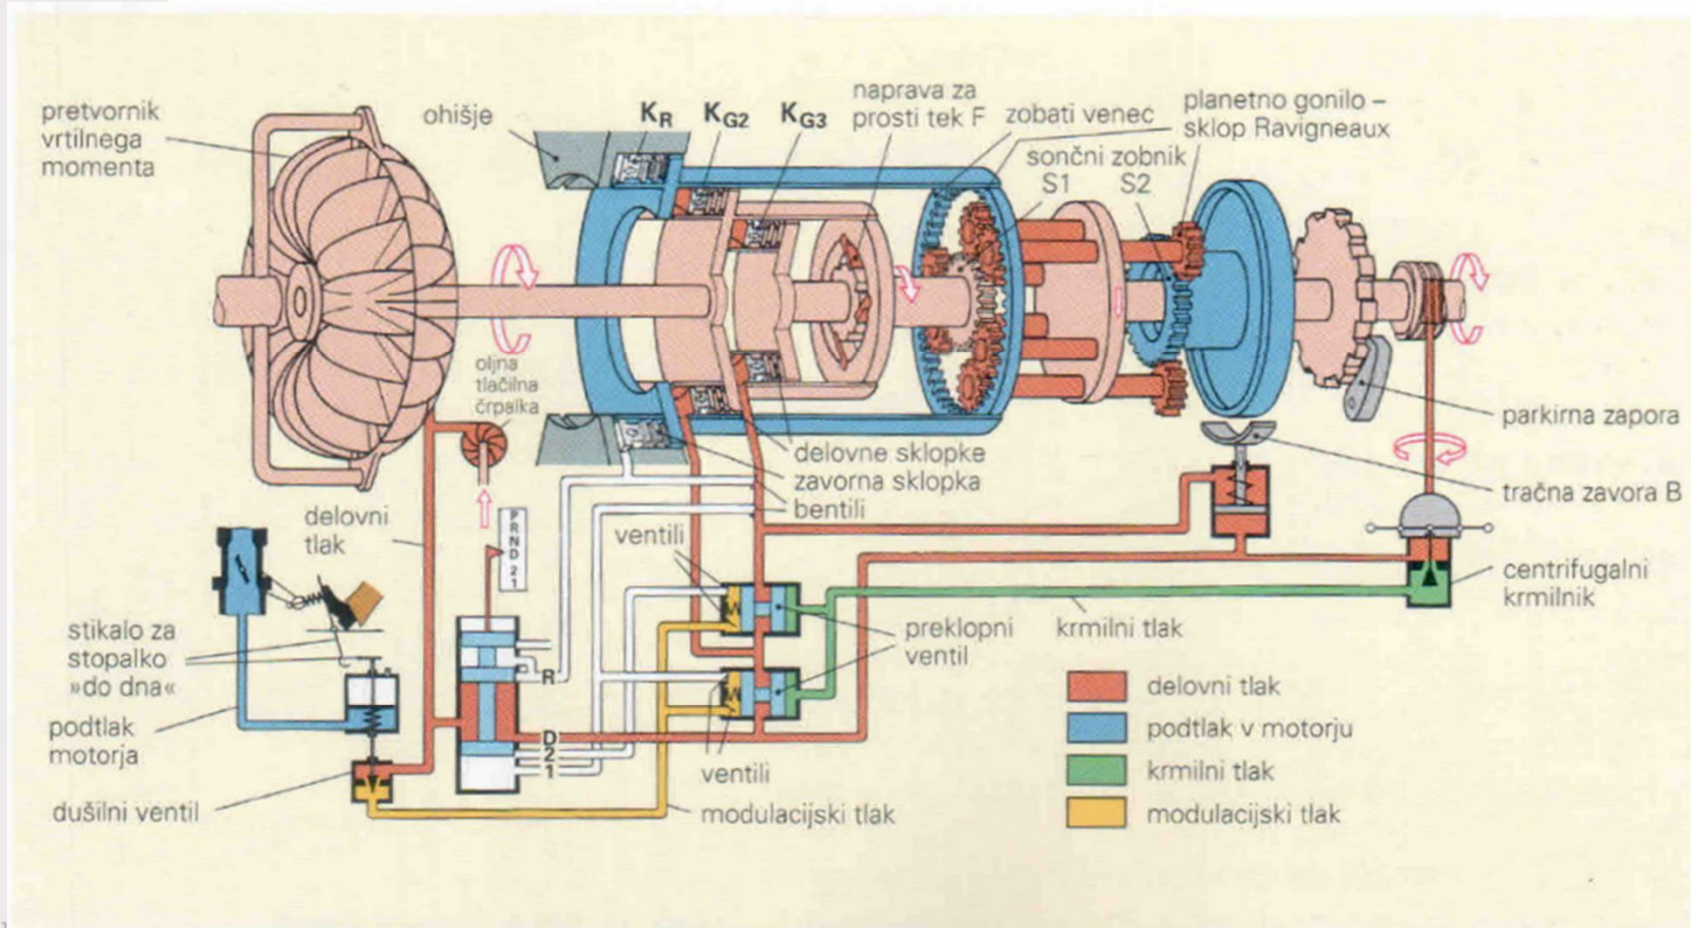 pretvornik
vrtilnega
momenta
ohišje
KR
KG2
KG3
naprava za
prosti tek F
zobati venec
planetno gonilo –
sklop Ravigneaux
sončni zobnik
S1
S2
oljna
tlačilna
črpalka
delovne sklopke
zavorna sklopka
bentili
parkirna zapora
tračna zavora B
delovni
tlak
P
R
N
D
2
1
ventili
centrifugalni
krmilnik
stikalo za
stopalko
»do dna«
preklopni
ventil
krmilni tlak
R
podtlak
motorja
D
2
1
ventili
dušilni ventil
modulacijski tlak
delovni tlak
podtlak v motorju
krmilni tlak
modulacijski tlak